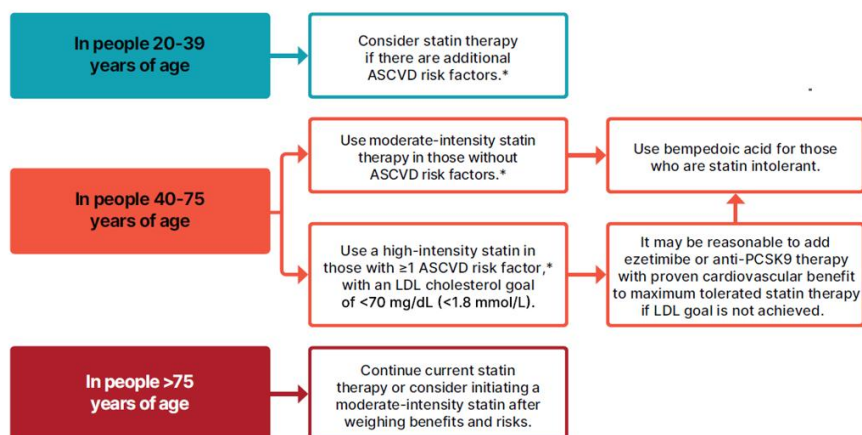 In people 20-39
years of age
Consider statin therapy
if there are additional
ASCVD risk factors.*
In people 40-75
years of age
Use moderate-intensity statin
therapy in those without
ASCVD risk factors.*
Use bempedoic acid for those
who are statin intolerant.
Use a high-intensity statin in
those with ≥1 ASCVD risk factor,*
with an LDL cholesterol goal
of <70 mg/dL (<1.8 mmol/L).
It may be reasonable to add
ezetimibe or anti-PCSK9 therapy
with proven cardiovascular benefit
to maximum tolerated statin therapy
if LDL goal is not achieved.
In people >75
years of age
Continue current statin
therapy or consider initiating a
moderate-intensity statin after
weighing benefits and risks.